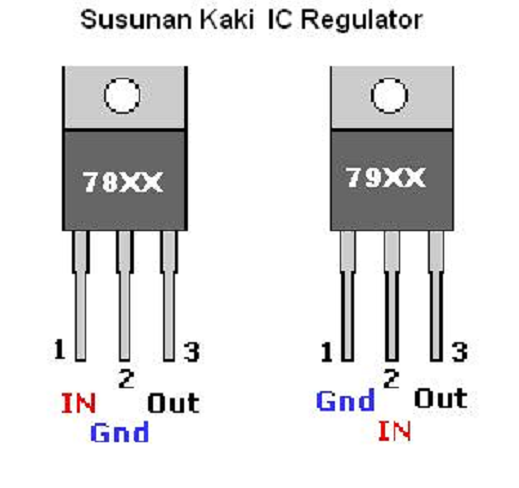 Susunan Kaki IC Regulator
78XX
79XX
1 2 3
IN Gnd Out
1 2 3
Gnd IN Out